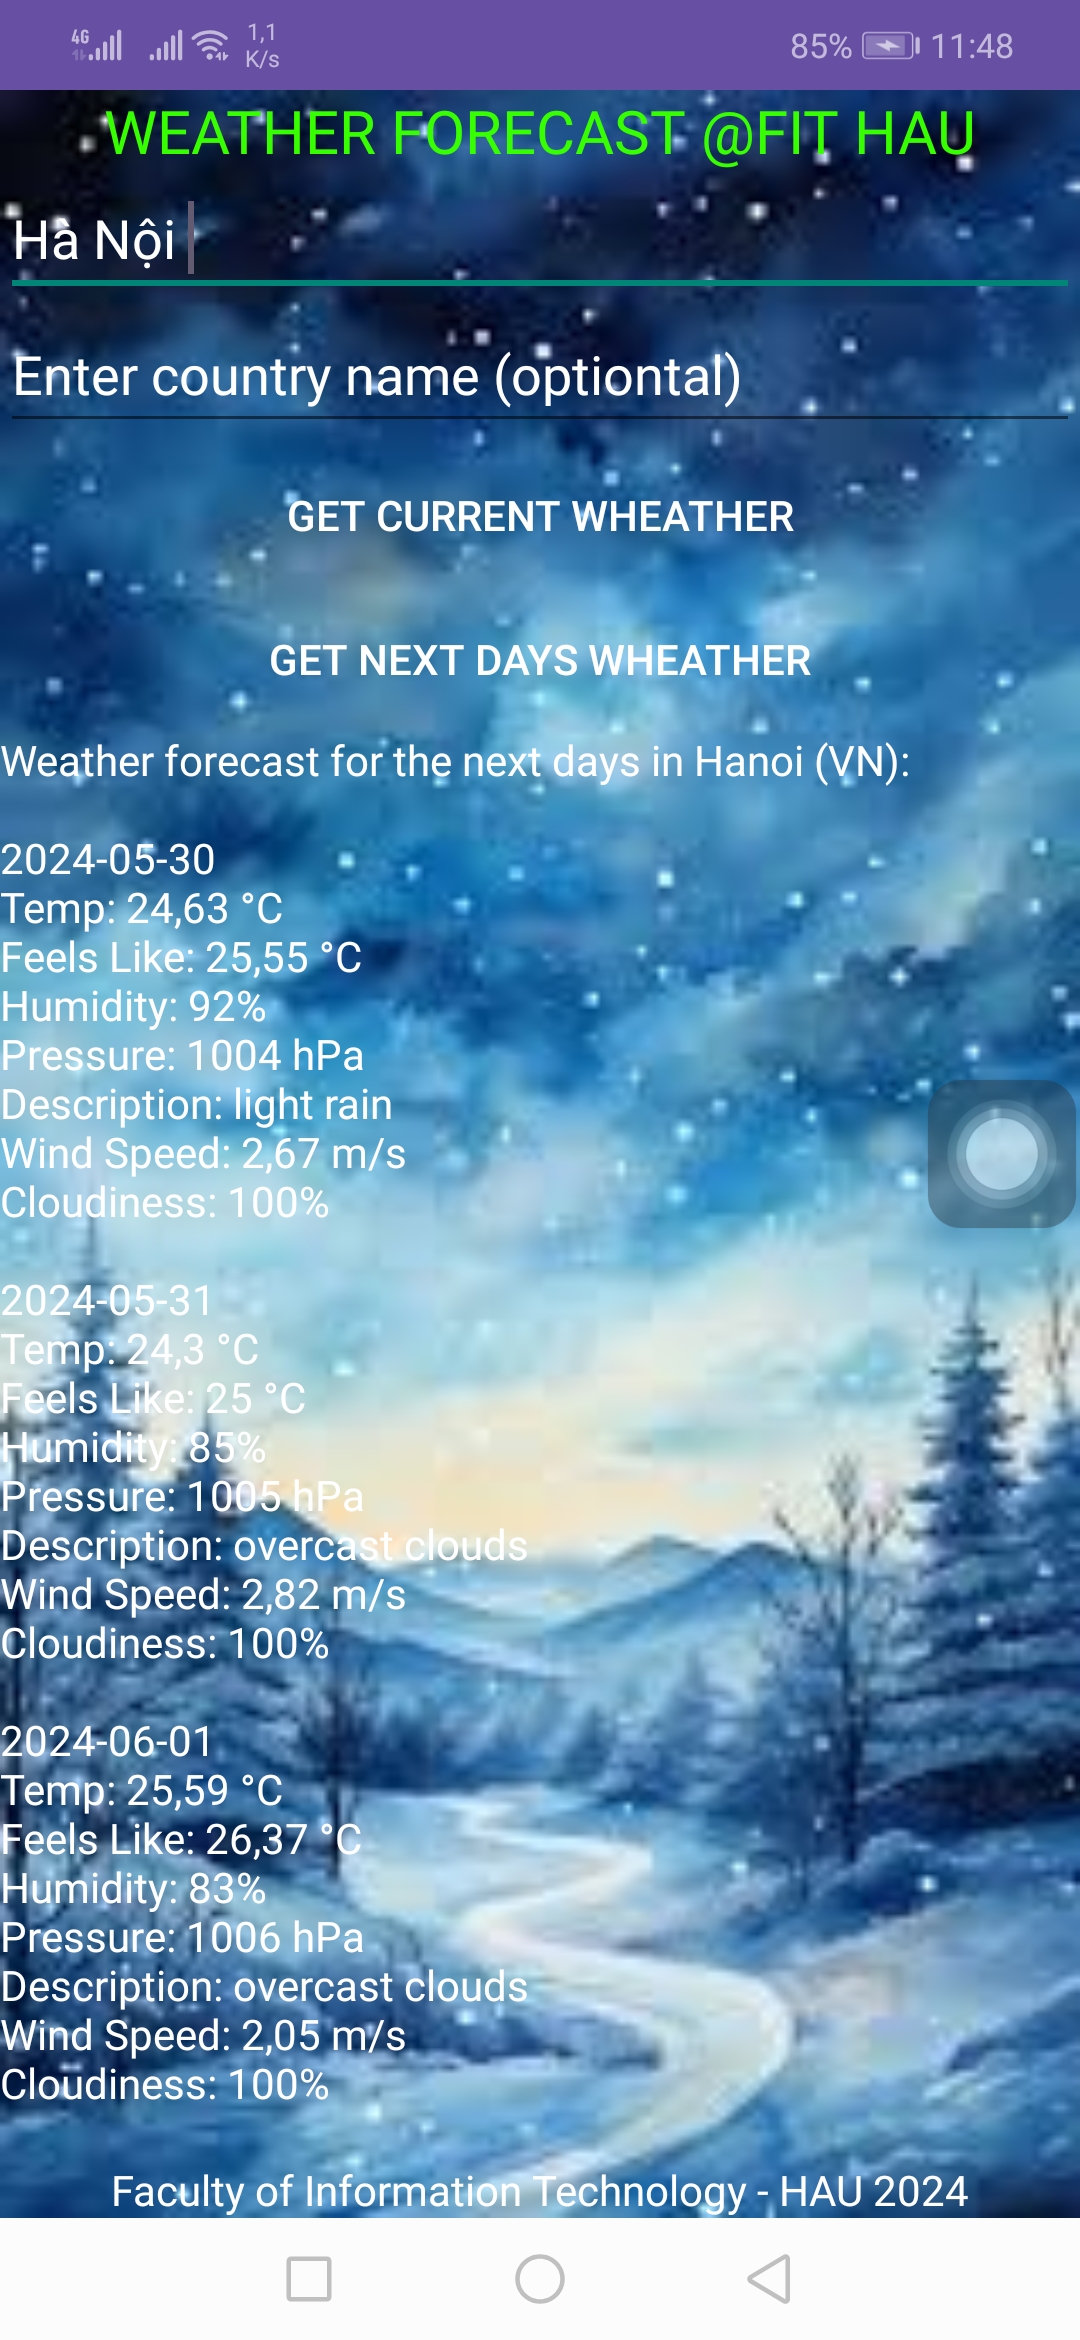 4G 1,1 K/s 85% 11:48
WEATHER FORECAST @FIT HAU
Hà Nội
Enter country name (optiontal)
GET CURRENT WHEATHER
GET NEXT DAYS WHEATHER
Weather forecast for the next days in Hanoi (VN):
2024-05-30
Temp: 24,63 °C
Feels Like: 25,55 °C
Humidity: 92%
Pressure: 1004 hPa
Description: light rain
Wind Speed: 2,67 m/s
Cloudiness: 100%
2024-05-31
Temp: 24,3 °C
Feels Like: 25 °C
Humidity: 85%
Pressure: 1005 hPa
Description: overcast clouds
Wind Speed: 2,82 m/s
Cloudiness: 100%
2024-06-01
Temp: 25,59 °C
Feels Like: 26,37 °C
Humidity: 83%
Pressure: 1006 hPa
Description: overcast clouds
Wind Speed: 2,05 m/s
Cloudiness: 100%
Faculty of Information Technology - HAU 2024